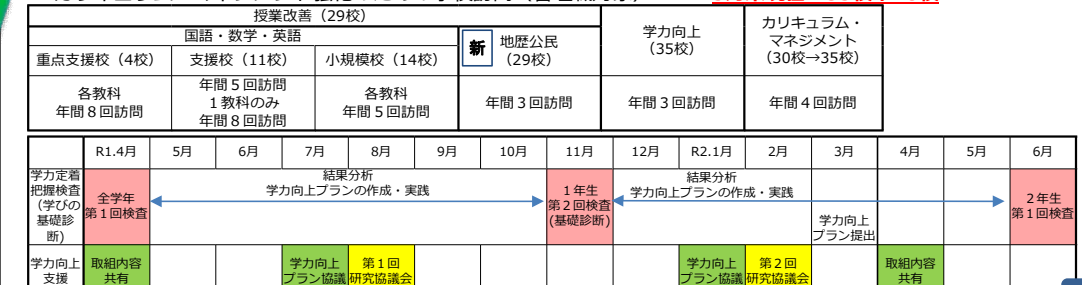 授業改善（29校）
国語・数学・英語
新
地歴公民
（29校）
学力向上
（35校）
カリキュラム・
マネジメント
（30校→35校）
重点支援校（4校）
支援校（11校）
小規模校（14校）
各教科
年間８回訪問
年間５回訪問
１教科のみ
年間８回訪問
各教科
年間５回訪問
年間３回訪問
年間３回訪問
年間４回訪問
R1.4月 5月 6月 7月 8月 9月 10月 11月 12月 R2.1月 2月 3月 4月 5月 6月
学力定着
把握検査
（学びの
基礎診
断)
全学年
第１回検査
結果分析
学力向上プランの作成・実践
１年生
第２回検査
(基礎診断)
結果分析
学力向上プランの作成・実践
学力向上
プラン提出
２年生
第１回検査
学力向上
支援
取組内容
共有
学力向上
プラン協議
第１回
研究協議会
学力向上
プラン協議
第２回
研究協議会
取組内容
共有